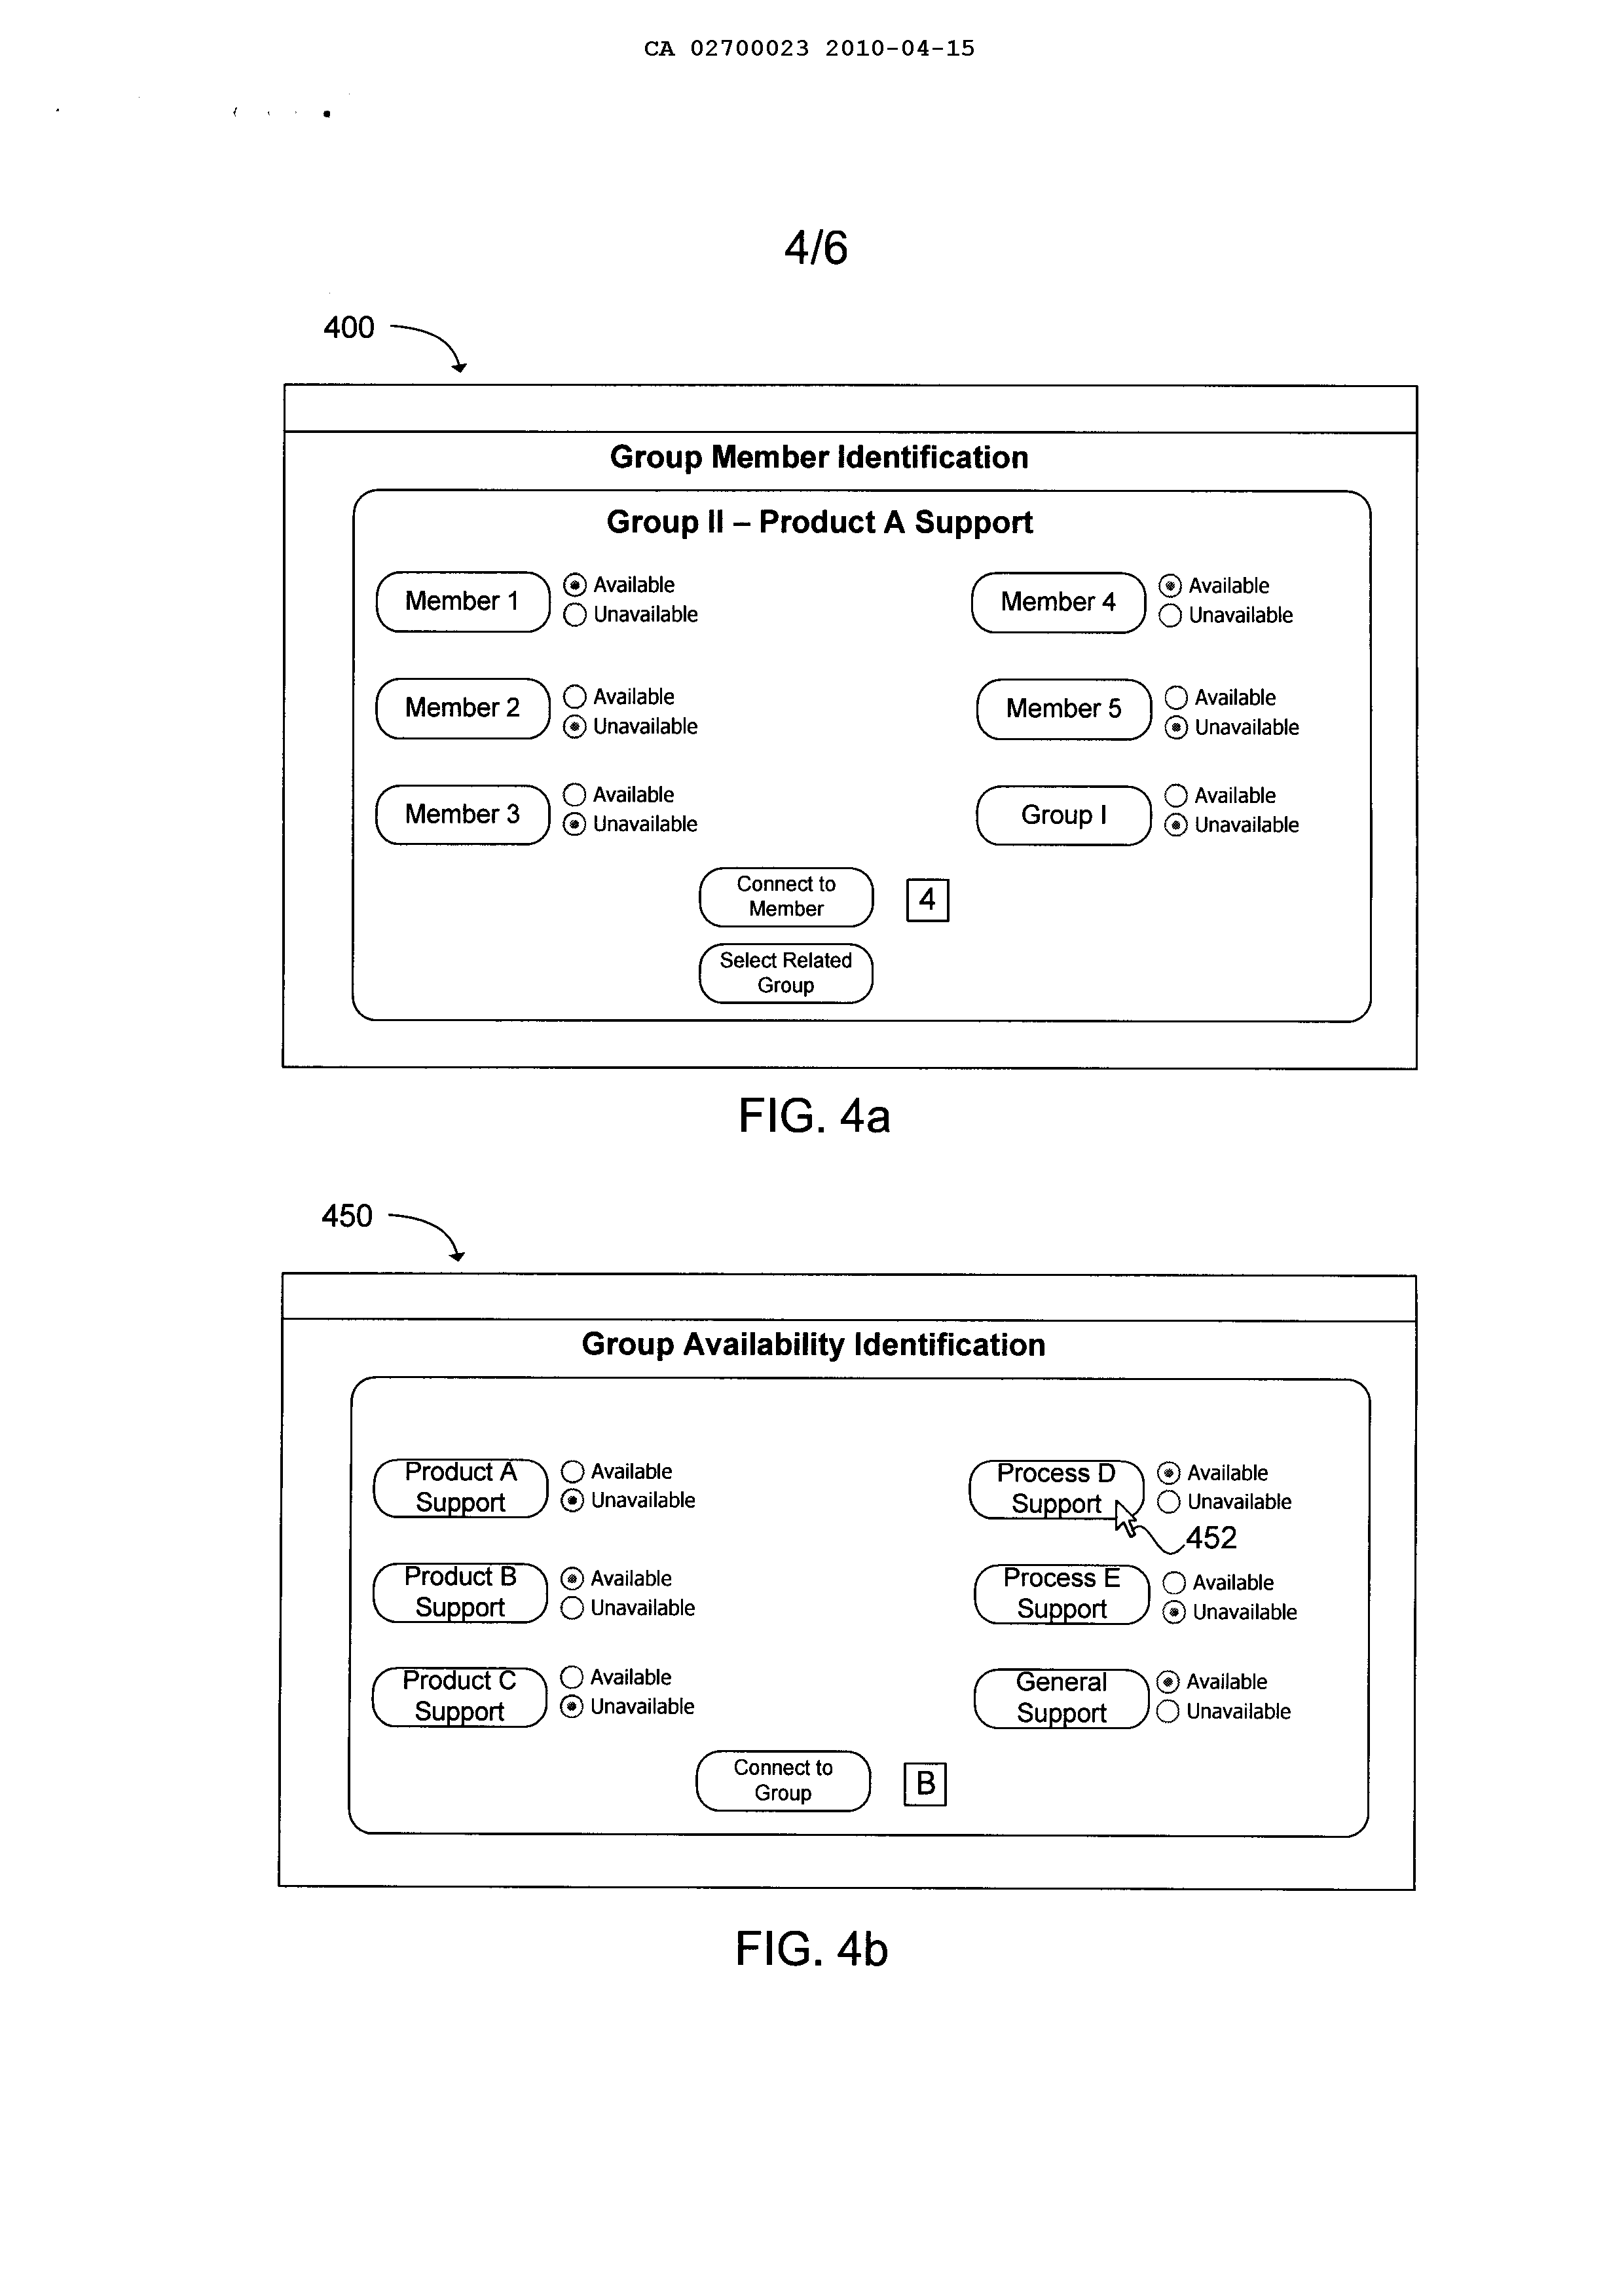 CA 02700023 2010-04-15
4/6
400
Group Member Identification
Group II – Product A Support
Member 1
Available
Unavailable
Member 4
Available
Unavailable
Member 2
Available
Unavailable
Member 5
Available
Unavailable
Member 3
Available
Unavailable
Group I
Available
Unavailable
Connect to
Member
4
Select Related
Group
FIG. 4a
450
Group Availability Identification
Product A
Support
Available
Unavailable
Process D
Support
Available
Unavailable
452
Product B
Support
Available
Unavailable
Process E
Support
Available
Unavailable
Product C
Support
Available
Unavailable
General
Support
Available
Unavailable
Connect to
Group
B
FIG. 4b